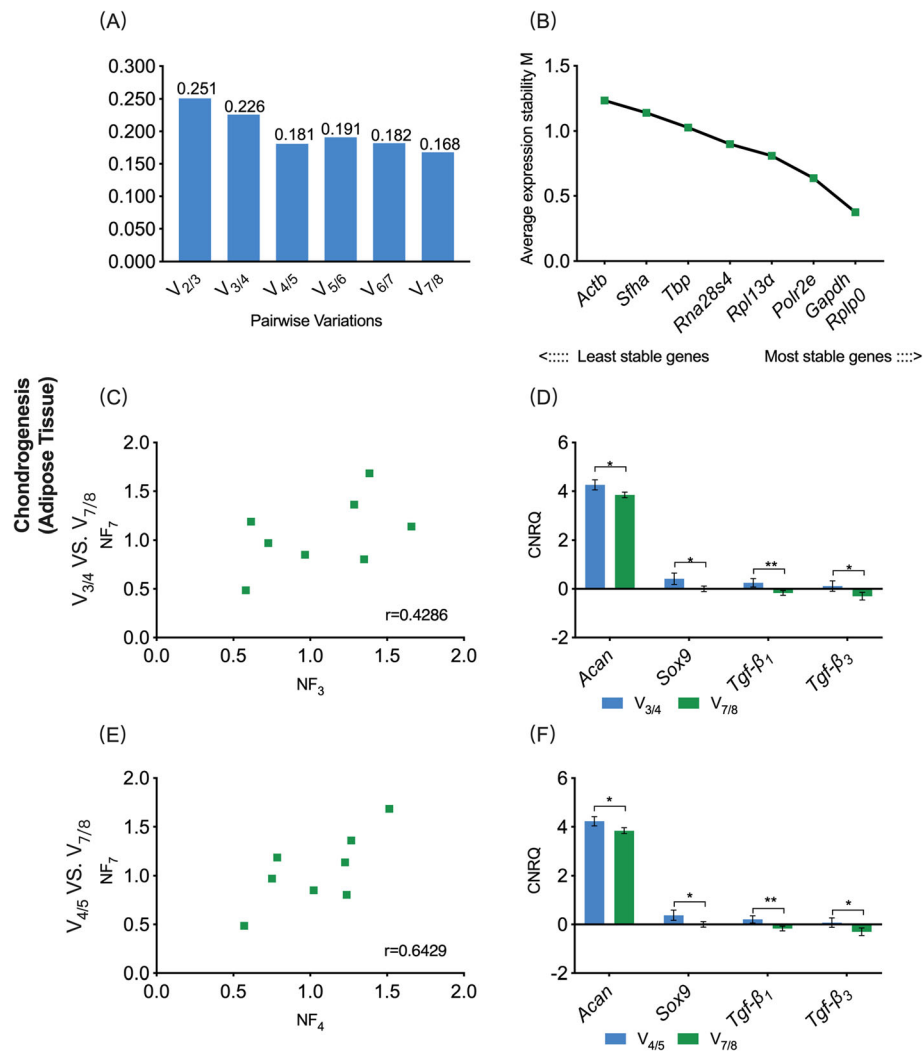 Chondrogenesis
(Adipose Tissue)
(A)
0.300
0.250
0.200
0.150
0.100
0.050
0.000
0.251
0.226
0.181
0.191
0.182
0.168
V2/3
V3/4
V4/5
V5/6
V6/7
V7/8
Pairwise Variations
(B)
Average expression stability M
1.5
1.0
0.5
0.0
Actb
Sfha
Tbp
Rna28s4
Rpl13α
Polr2e
Gapdh
Rplp0
<::::: Least stable genes
Most stable genes ::::>
(C)
V3/4 VS. V7/8
NF7
2.0
1.5
1.0
0.5
0.0
r=0.4286
0.0
0.5
1.0
1.5
2.0
NF3
(D)
CNRQ
6
4
2
0
-2
*
*
**
*
Acan
Sox9
Tgf-β1
Tgf-β3
V3/4
V7/8
(E)
V4/5 VS. V7/8
NF7
2.0
1.5
1.0
0.5
0.0
r=0.6429
0.0
0.5
1.0
1.5
2.0
NF4
(F)
CNRQ
6
4
2
0
-2
*
*
**
*
Acan
Sox9
Tgf-β1
Tgf-β3
V4/5
V7/8